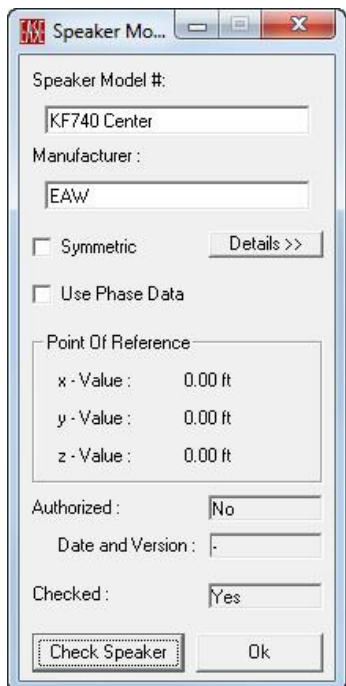 EASE Speaker Mo...
Speaker Model #:
KF740 Center
Manufacturer :
EAW
Symmetric
Details >>
Use Phase Data
Point Of Reference
x - Value : 0.00 ft
y - Value : 0.00 ft
z - Value : 0.00 ft
Authorized : No
Date and Version : -
Checked : Yes
Check Speaker
Ok